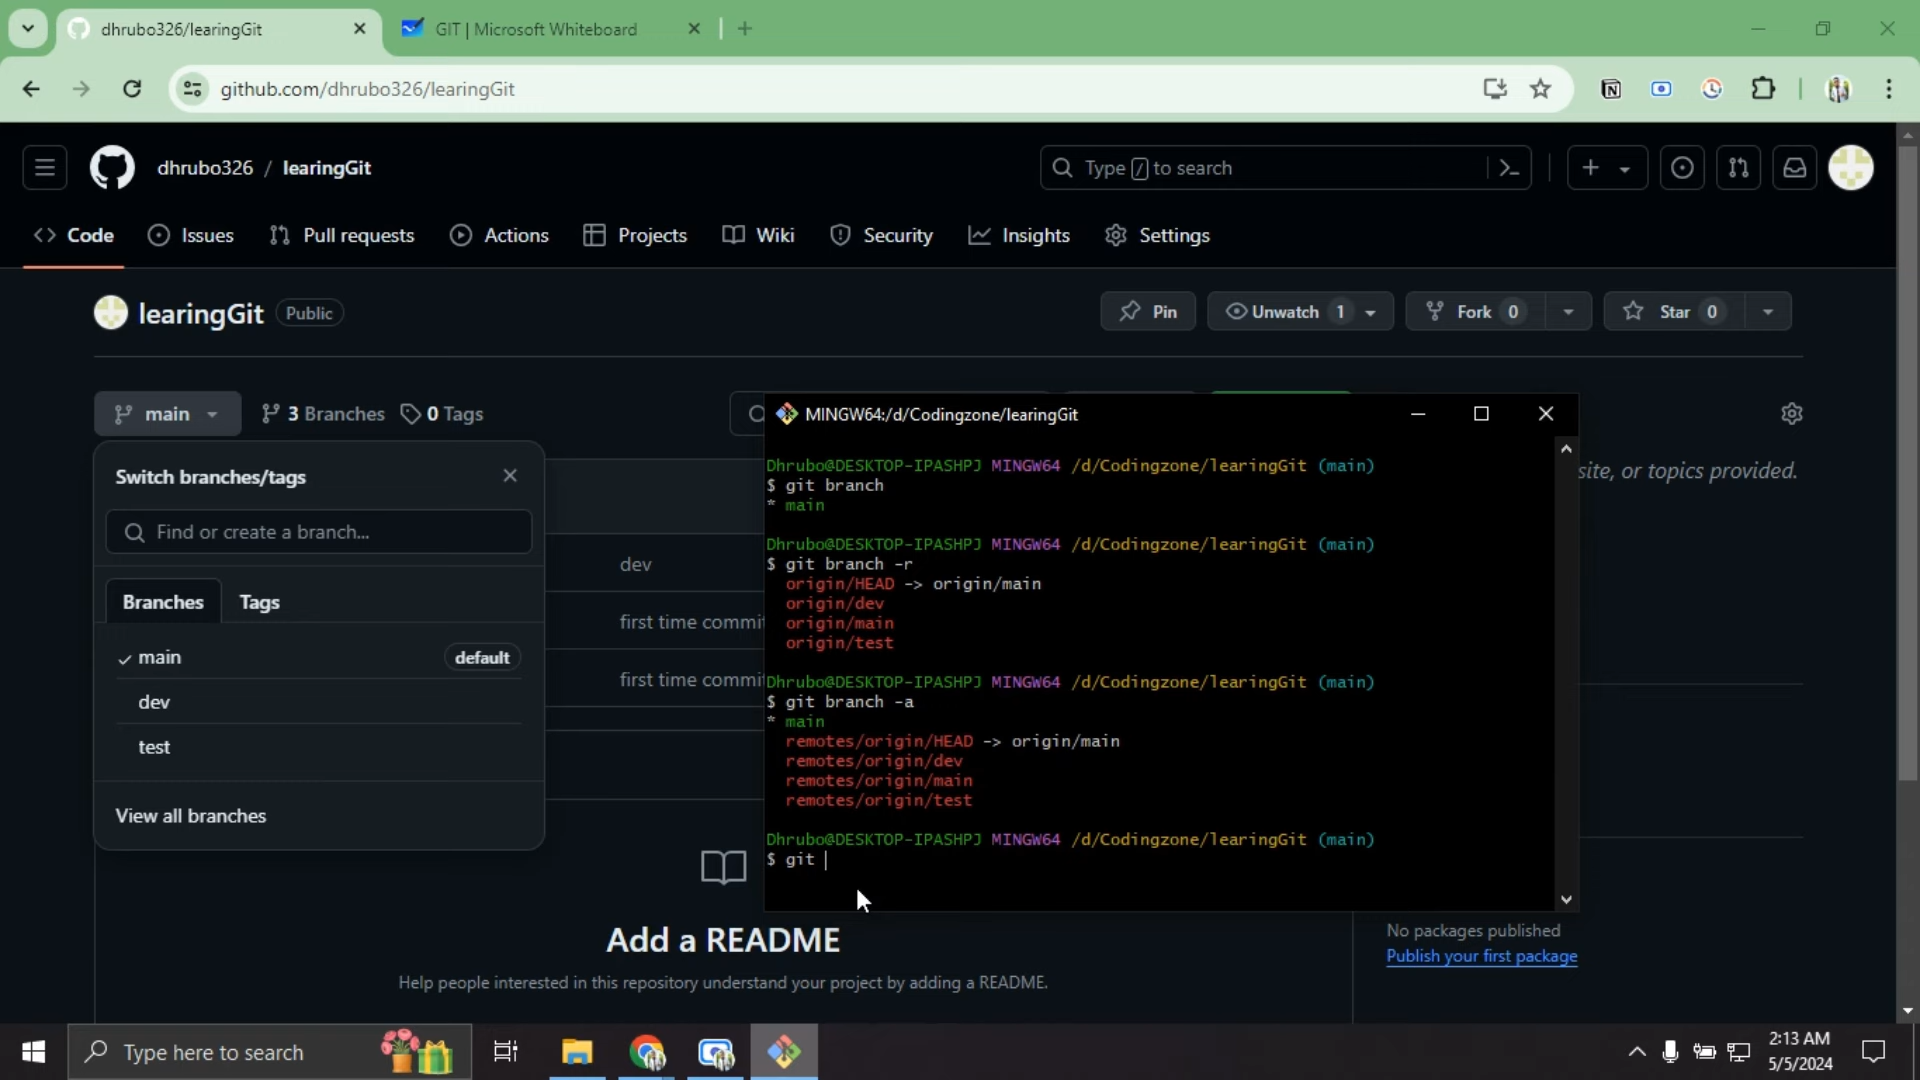 dhrubo326/learingGit
GIT | Microsoft Whiteboard
github.com/dhrubo326/learingGit
dhrubo326 / learingGit
Type / to search
Code
Issues
Pull requests
Actions
Projects
Wiki
Security
Insights
Settings
learingGit Public
Pin
Unwatch 1
Fork 0
Star 0
main
3 Branches
0 Tags
Switch branches/tags
Find or create a branch...
Branches
Tags
main default
dev
test
View all branches
dev
first time commit
first time commit
site, or topics provided.
MINGW64:/d/Codingzone/learingGit
Dhrubo@DESKTOP-IPASHPJ MINGW64 /d/Codingzone/learingGit (main)
$ git branch
* main
Dhrubo@DESKTOP-IPASHPJ MINGW64 /d/Codingzone/learingGit (main)
$ git branch -r
origin/HEAD -> origin/main
origin/dev
origin/main
origin/test
Dhrubo@DESKTOP-IPASHPJ MINGW64 /d/Codingzone/learingGit (main)
$ git branch -a
* main
remotes/origin/HEAD -> origin/main
remotes/origin/dev
remotes/origin/main
remotes/origin/test
Dhrubo@DESKTOP-IPASHPJ MINGW64 /d/Codingzone/learingGit (main)
$ git
Add a README
Help people interested in this repository understand your project by adding a README.
No packages published
Publish your first package
Type here to search
2:13 AM
5/5/2024